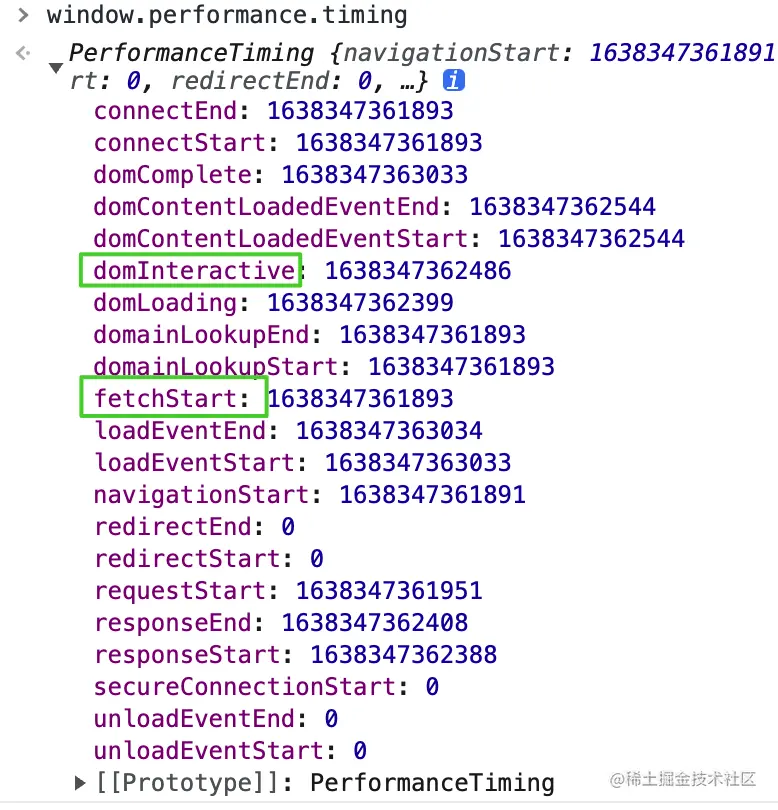 > window.performance.timing
PerformanceTiming {navigationStart: 1638347361891
rt: 0, redirectEnd: 0, …} i
connectEnd: 1638347361893
connectStart: 1638347361893
domComplete: 1638347363033
domContentLoadedEventEnd: 1638347362544
domContentLoadedEventStart: 1638347362544
domInteractive: 1638347362486
domLoading: 1638347362399
domainLookupEnd: 1638347361893
domainLookupStart: 1638347361893
fetchStart: 1638347361893
loadEventEnd: 1638347363034
loadEventStart: 1638347363033
navigationStart: 1638347361891
redirectEnd: 0
redirectStart: 0
requestStart: 1638347361951
responseEnd: 1638347362408
responseStart: 1638347362388
secureConnectionStart: 0
unloadEventEnd: 0
unloadEventStart: 0
[[Prototype]]: PerformanceTiming
@稀土掘金技术社区